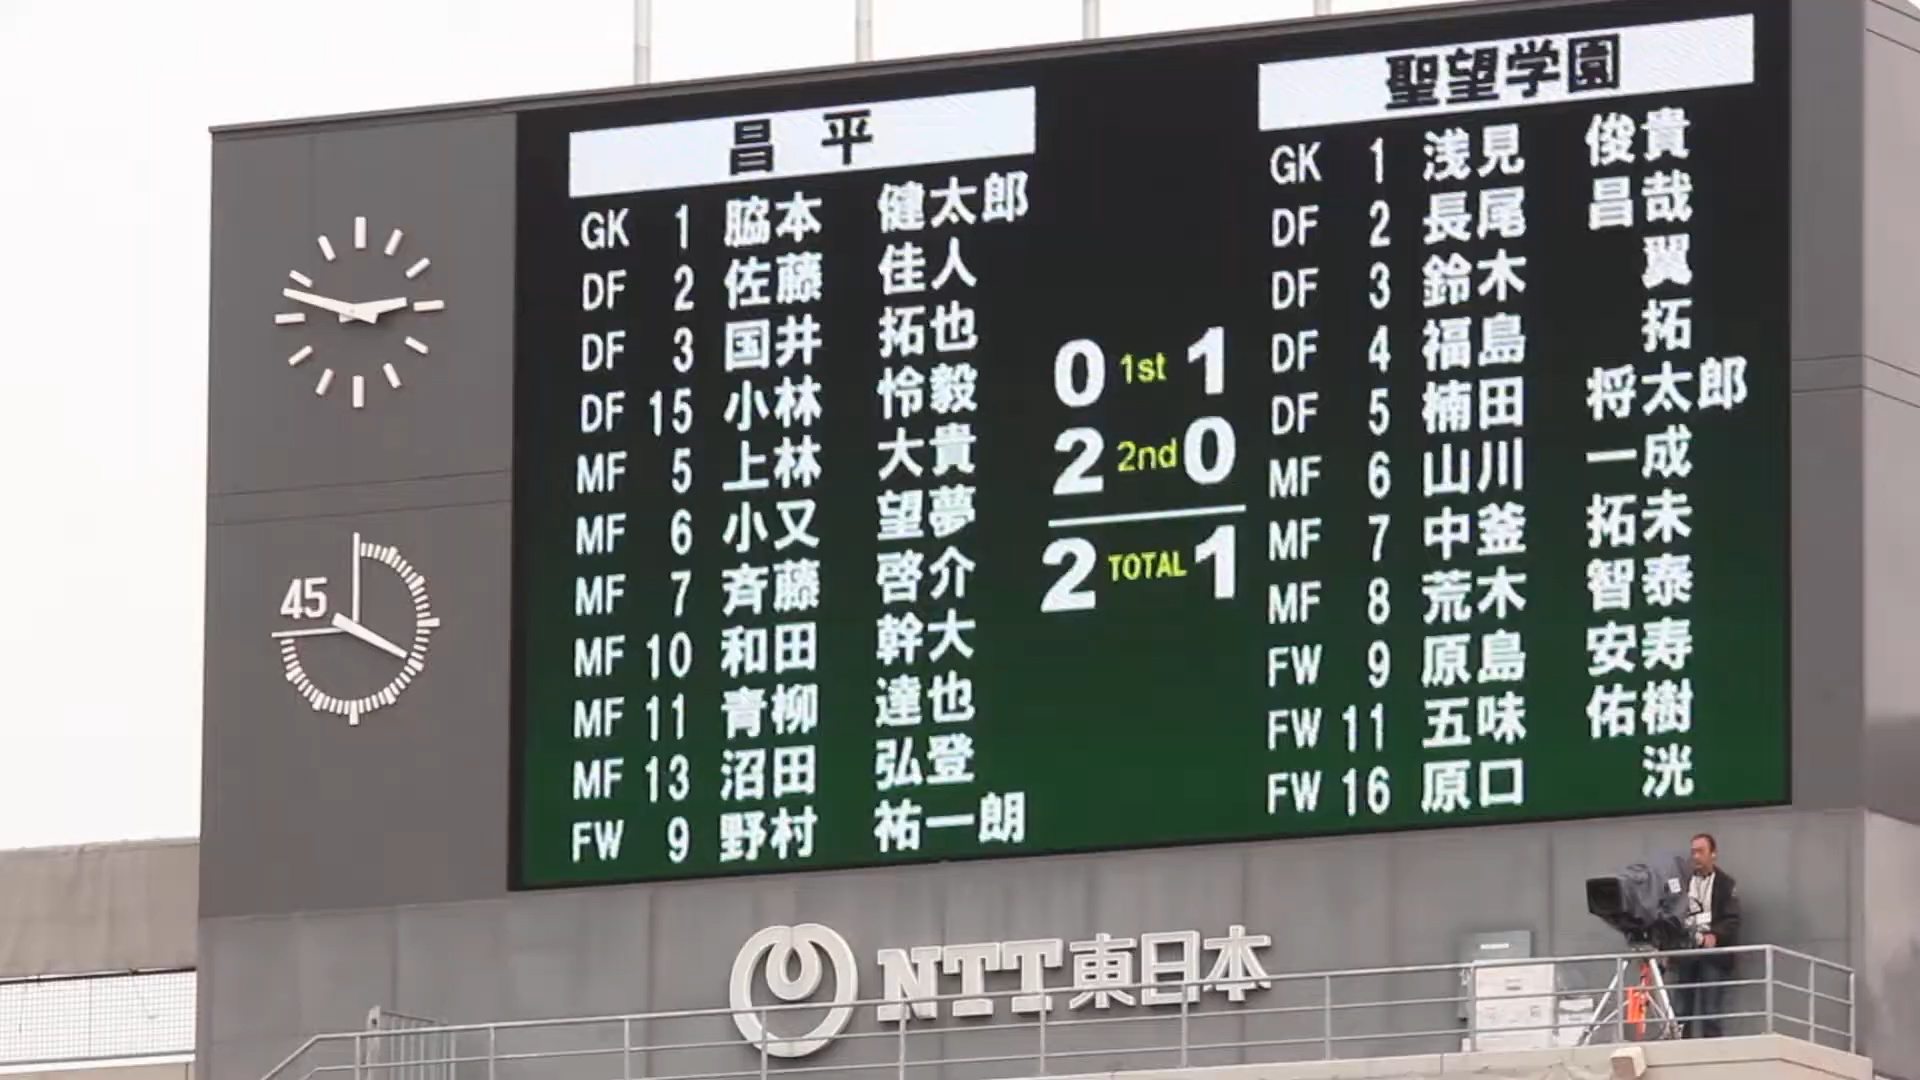 昌平
GK 1 脇本 健太郎
DF 2 佐藤 佳人
DF 3 国井 拓也
DF 15 小林 怜毅
MF 5 上林 大貴
MF 6 小又 望夢
MF 7 斉藤 啓介
MF 10 和田 幹大
MF 11 青柳 達也
MF 13 沼田 弘登
FW 9 野村 祐一朗
0 1st 1
2 2nd 0
2 TOTAL 1
聖望学園
GK 1 浅見 俊貴
DF 2 長尾 昌哉
DF 3 鈴木 翼
DF 4 福島 拓
DF 5 楠田 将太郎
MF 6 山川 一成
MF 7 中釜 拓未
MF 8 荒木 智泰
FW 9 原島 安寿
FW 11 五味 佑樹
FW 16 原口 洸
45
NTT東日本